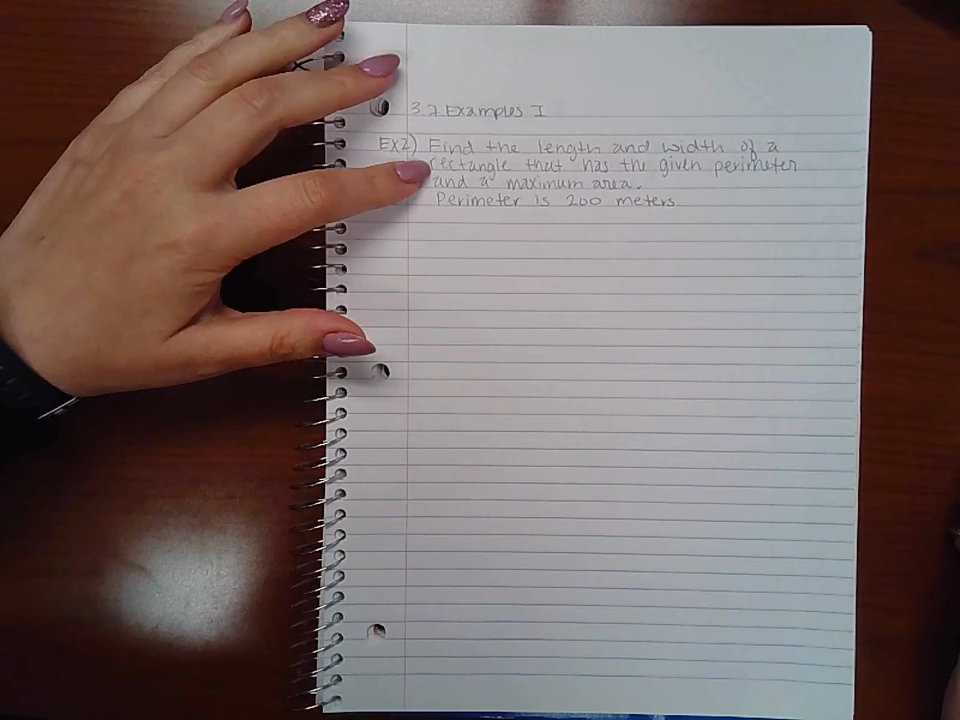 3.7 Examples I
EX2) Find the length and width of a
rectangle that has the given perimeter
and a maximum area.
Perimeter is 200 meters